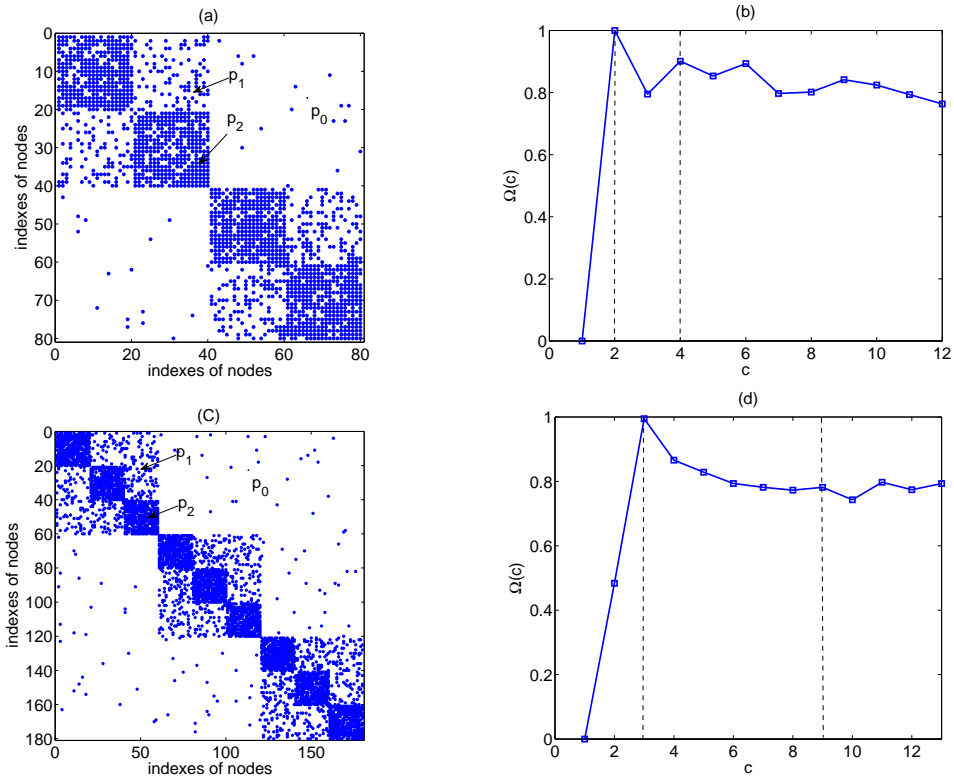 (a)
0
10
20
30
40
50
60
70
80
0 20 40 60 80
p1
p2
p0
indexes of nodes
indexes of nodes
(b)
1
0.8
0.6
0.4
0.2
0
0 2 4 6 8 10 12
Ω(c)
c
(C)
0
20
40
60
80
100
120
140
160
180
0 50 100 150
p1
p2
p0
indexes of nodes
indexes of nodes
(d)
1
0.8
0.6
0.4
0.2
0
0 2 4 6 8 10 12
Ω(c)
c